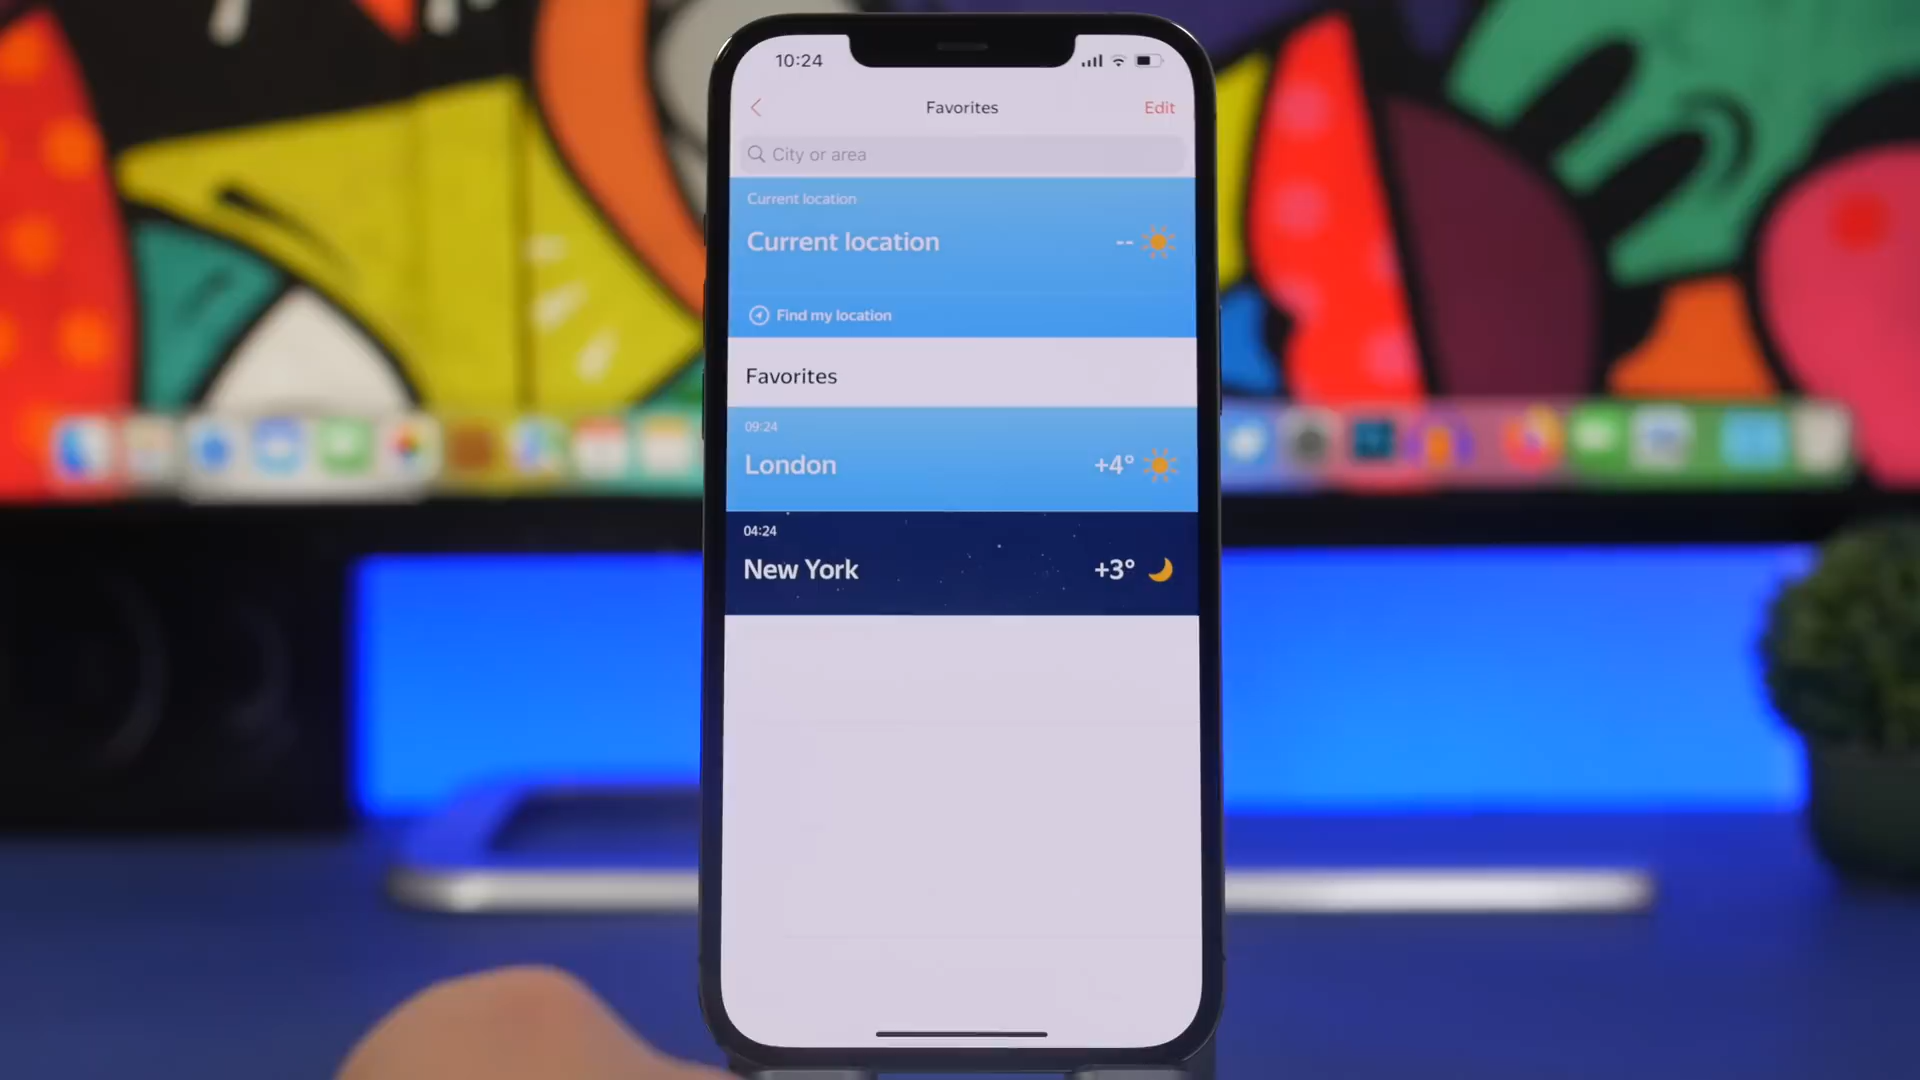 10:24
Favorites
Edit
City or area
Current location
Current location
--
Find my location
Favorites
09:24
London
+4°
04:24
New York
+3°